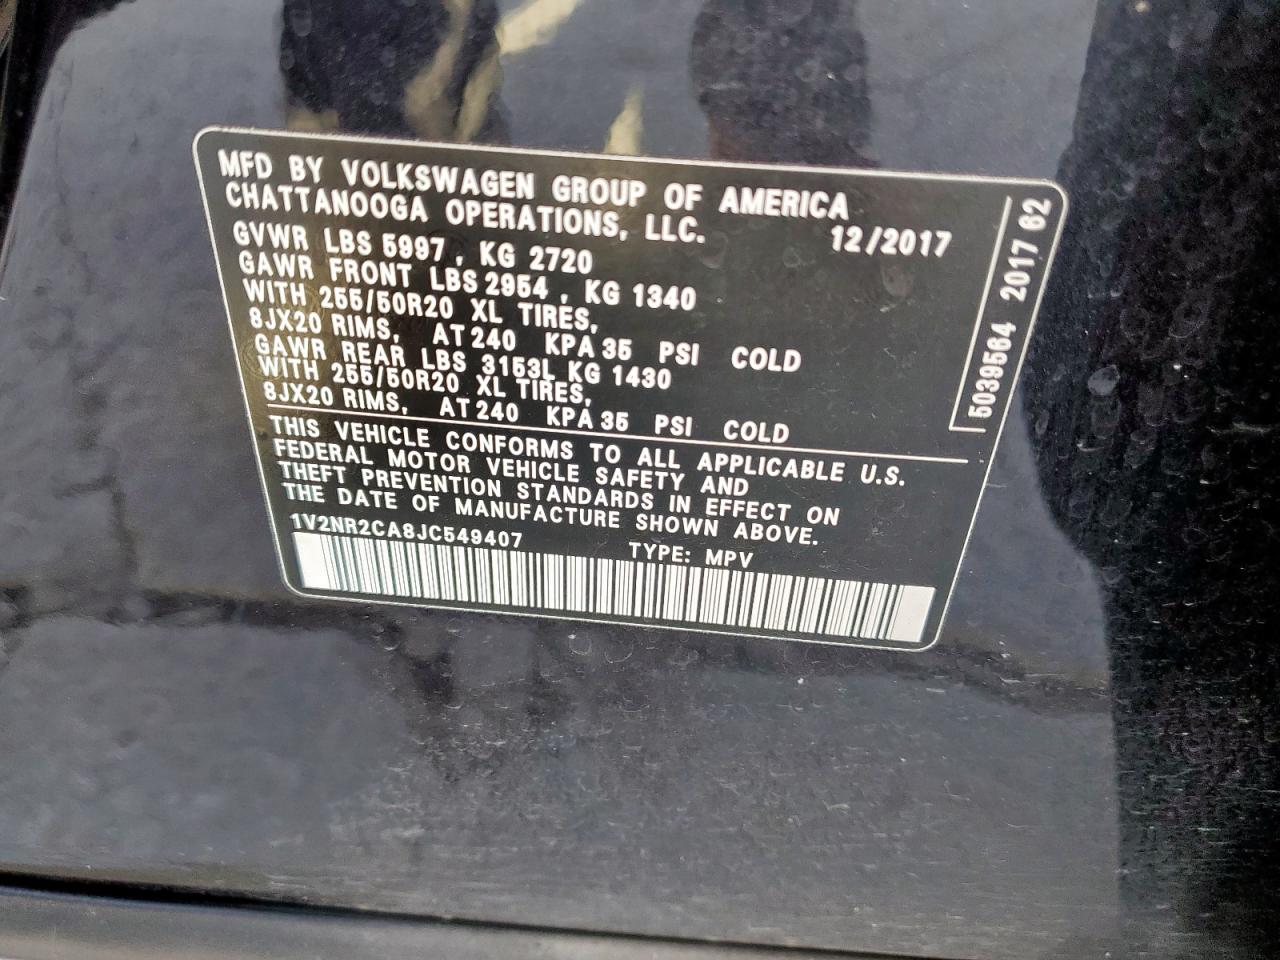 MFD BY VOLKSWAGEN GROUP OF AMERICA
CHATTANOOGA OPERATIONS, LLC. 12/2017
GVWR LBS 5997 , KG 2720
GAWR FRONT LBS 2954 , KG 1340
WITH 255/50R20 XL TIRES,
8JX20 RIMS, AT 240 KPA 35 PSI COLD
GAWR REAR LBS 3153L KG 1430
WITH 255/50R20 XL TIRES,
8JX20 RIMS, AT 240 KPA 35 PSI COLD
THIS VEHICLE CONFORMS TO ALL APPLICABLE U.S.
FEDERAL MOTOR VEHICLE SAFETY AND
THEFT PREVENTION STANDARDS IN EFFECT ON
THE DATE OF MANUFACTURE SHOWN ABOVE.
1V2NR2CA8JC549407 TYPE: MPV
5039564 2017 62